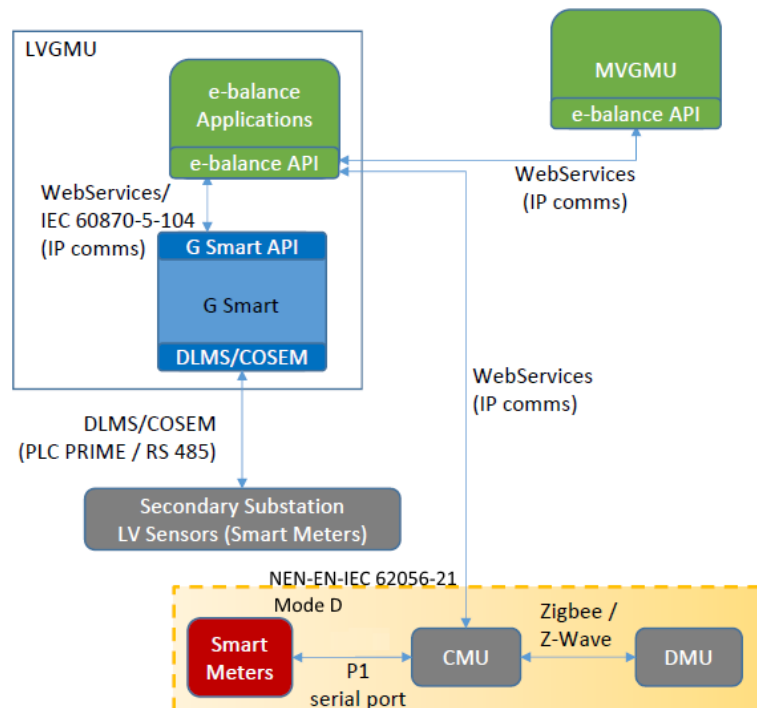 LVGMU
e-balance
Applications
e-balance API
MVGMU
e-balance API
WebServices
(IP comms)
WebServices/
IEC 60870-5-104
(IP comms)
G Smart API
G Smart
DLMS/COSEM
WebServices
(IP comms)
DLMS/COSEM
(PLC PRIME / RS 485)
Secondary Substation
LV Sensors (Smart Meters)
NEN-EN-IEC 62056-21
Mode D
Smart
Meters
P1
serial port
CMU
Zigbee /
Z-Wave
DMU